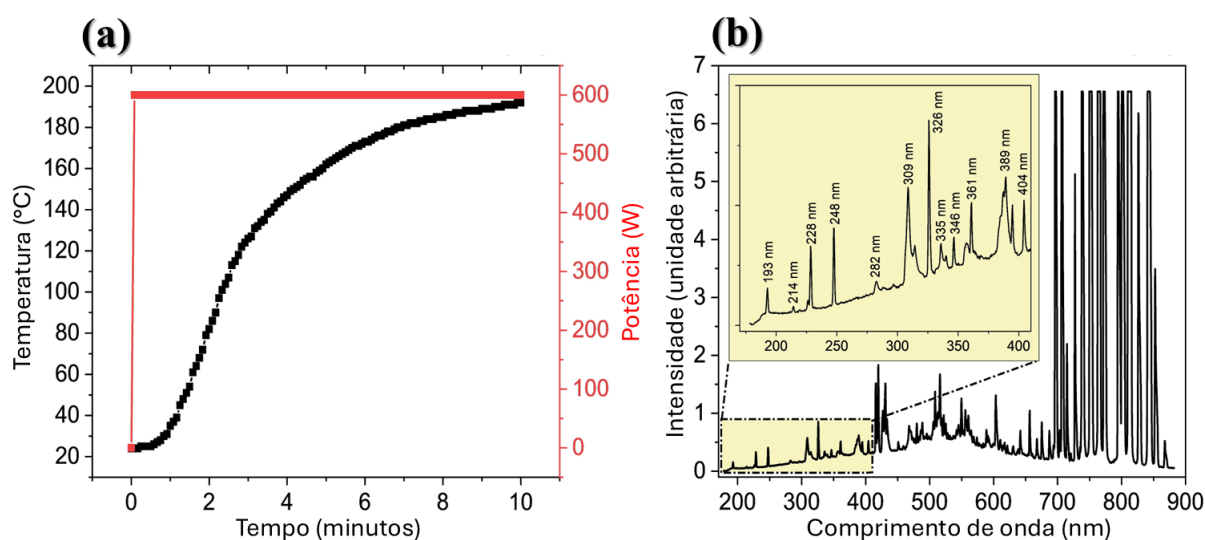 (a)
200
180
160
140
120
100
80
60
40
20
Temperatura (°C)
600
500
400
300
200
100
0
Potência (W)
0 2 4 6 8 10
Tempo (minutos)
(b)
7
6
5
4
3
2
1
0
Intensidade (unidade arbitrária)
193 nm
214 nm
228 nm
248 nm
282 nm
309 nm
326 nm
335 nm
346 nm
361 nm
389 nm
404 nm
200 250 300 350 400
200 300 400 500 600 700 800 900
Comprimento de onda (nm)